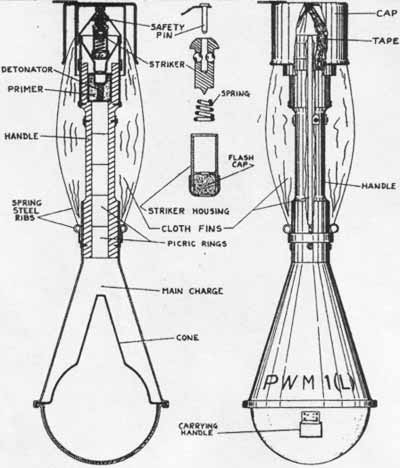 SAFETY
PIN
CAP
TAPE
DETONATOR
STRIKER
PRIMER
SPRING
HANDLE
FLASH
CAP
HANDLE
SPRING
STEEL
RIBS
STRIKER HOUSING
CLOTH FINS
PICRIC RINGS
MAIN CHARGE
CONE
PWM 1(L)
CARRYING
HANDLE